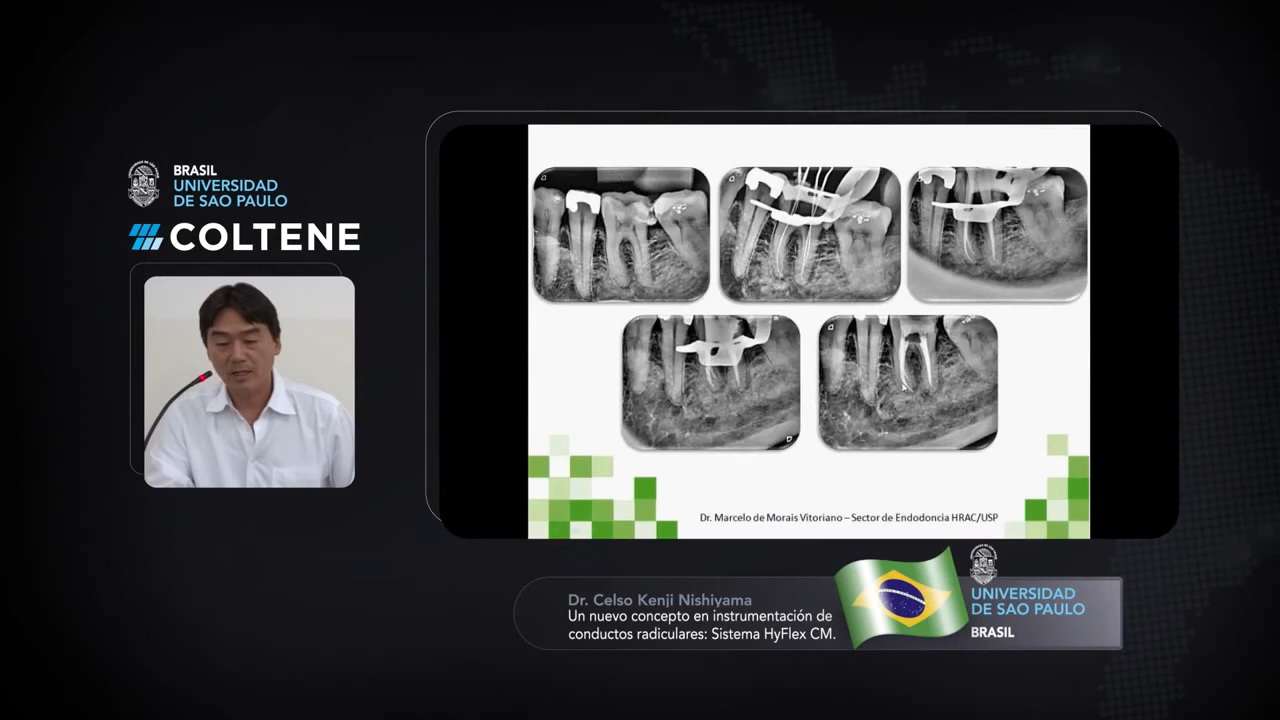 BRASIL
UNIVERSIDAD
DE SAO PAULO
COLTENE
Dr. Marcelo de Morais Vitoriano – Sector de Endodoncia HRAC/USP
Dr. Celso Kenji Nishiyama
Un nuevo concepto en instrumentación de
conductos radiculares: Sistema HyFlex CM.
UNIVERSIDAD
DE SAO PAULO
BRASIL